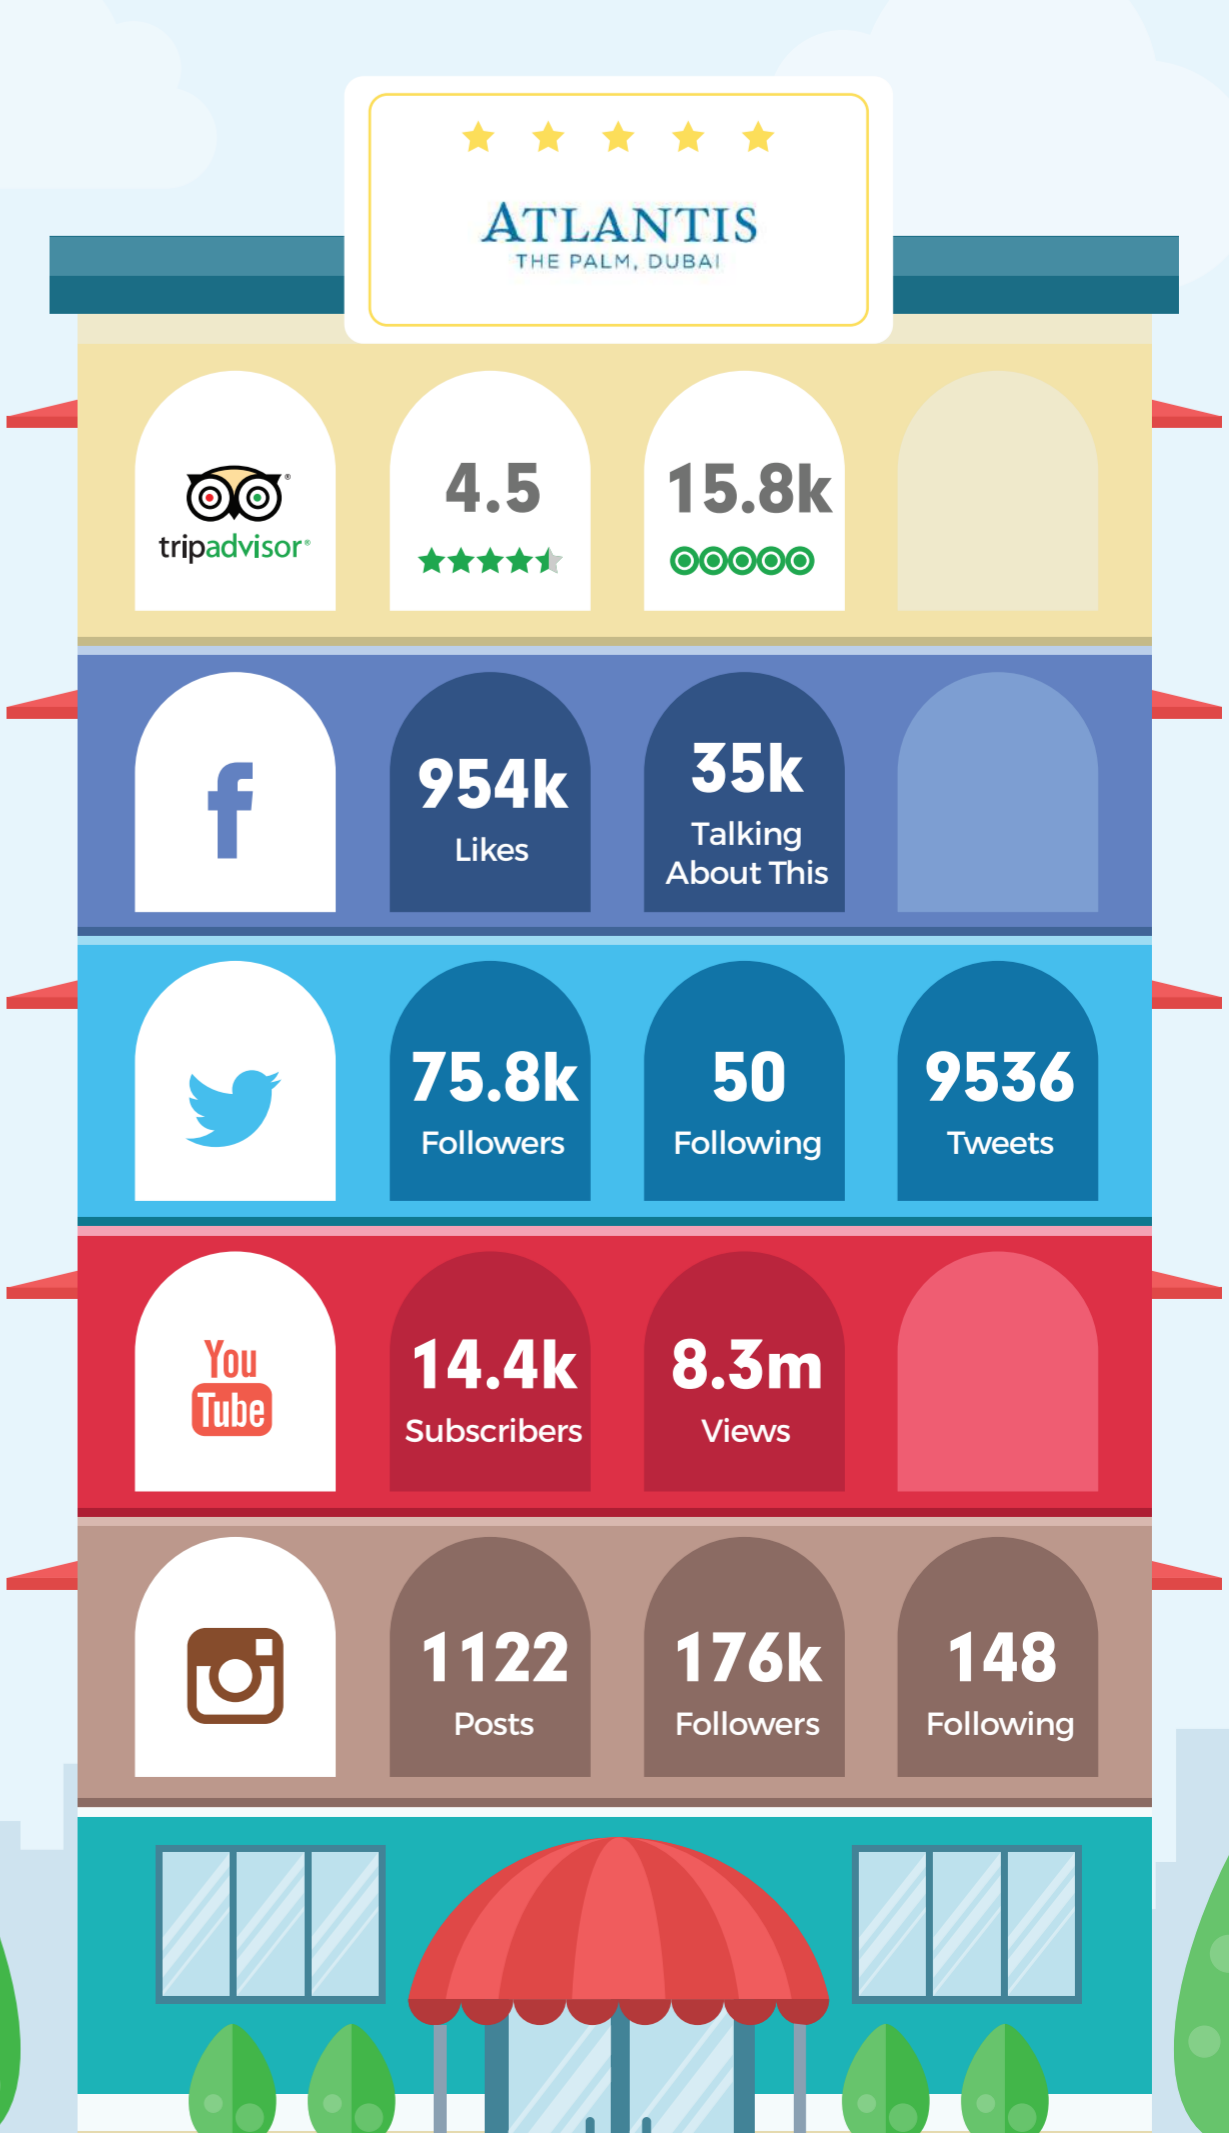 ATLANTIS
THE PALM, DUBAI
tripadvisor®
4.5
15.8k
954k
Likes
35k
Talking
About This
75.8k
Followers
50
Following
9536
Tweets
You
Tube
14.4k
Subscribers
8.3m
Views
1122
Posts
176k
Followers
148
Following